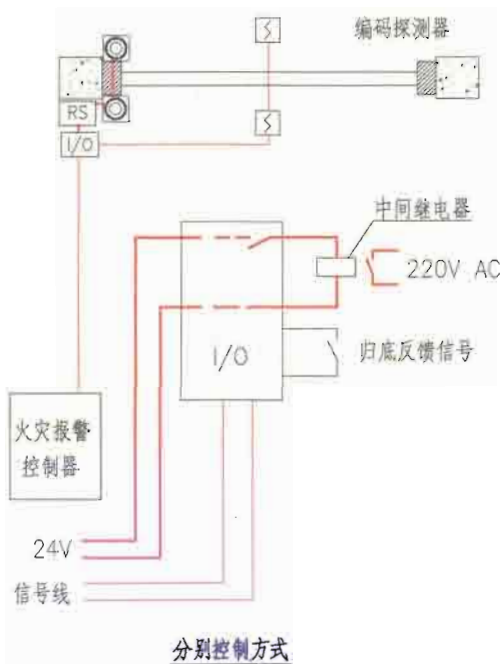 编码探测器
RS
I/O
中间继电器
220V AC
I/O
归底反馈信号
火灾报警
控制器
24V
信号线
分别控制方式